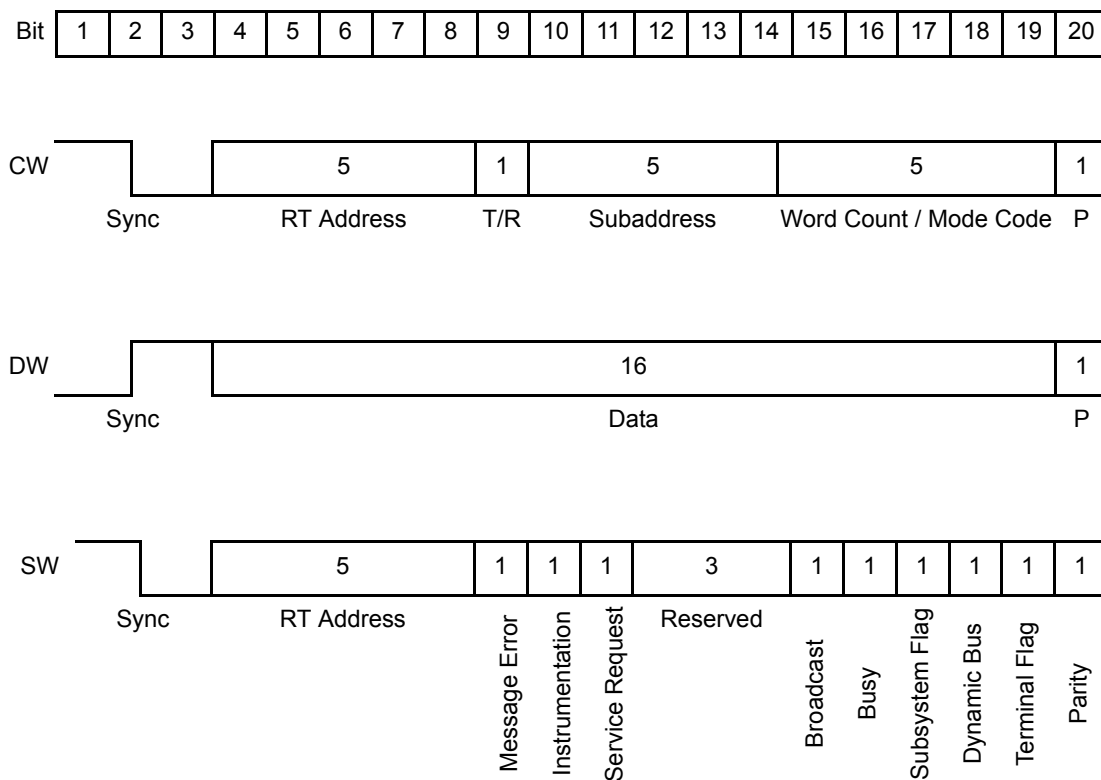 Bit 1 2 3 4 5 6 7 8 9 10 11 12 13 14 15 16 17 18 19 20
CW 5 1 5 5 1
Sync RT Address T/R Subaddress Word Count / Mode Code P
DW 16 1
Sync Data P
SW 5 1 1 1 3 1 1 1 1 1 1
Sync RT Address Message Error Instrumentation Service Request Reserved Broadcast Busy Subsystem Flag Dynamic Bus Terminal Flag Parity